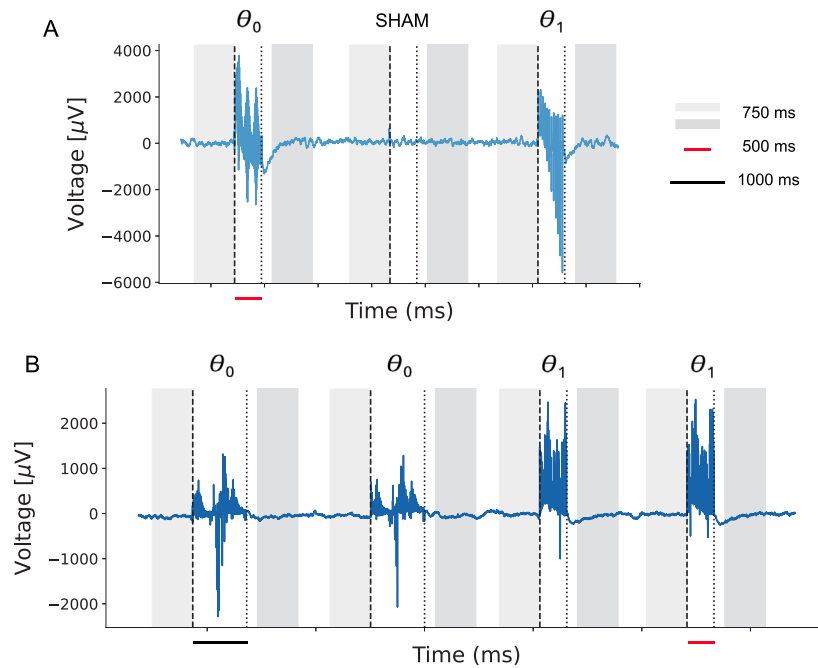 A
θ0
SHAM
θ1
4000
2000
0
−2000
−4000
−6000
Voltage [μV]
Time (ms)
750 ms
500 ms
1000 ms
B
θ0
θ0
θ1
θ1
2000
1000
0
−1000
−2000
Voltage [μV]
Time (ms)